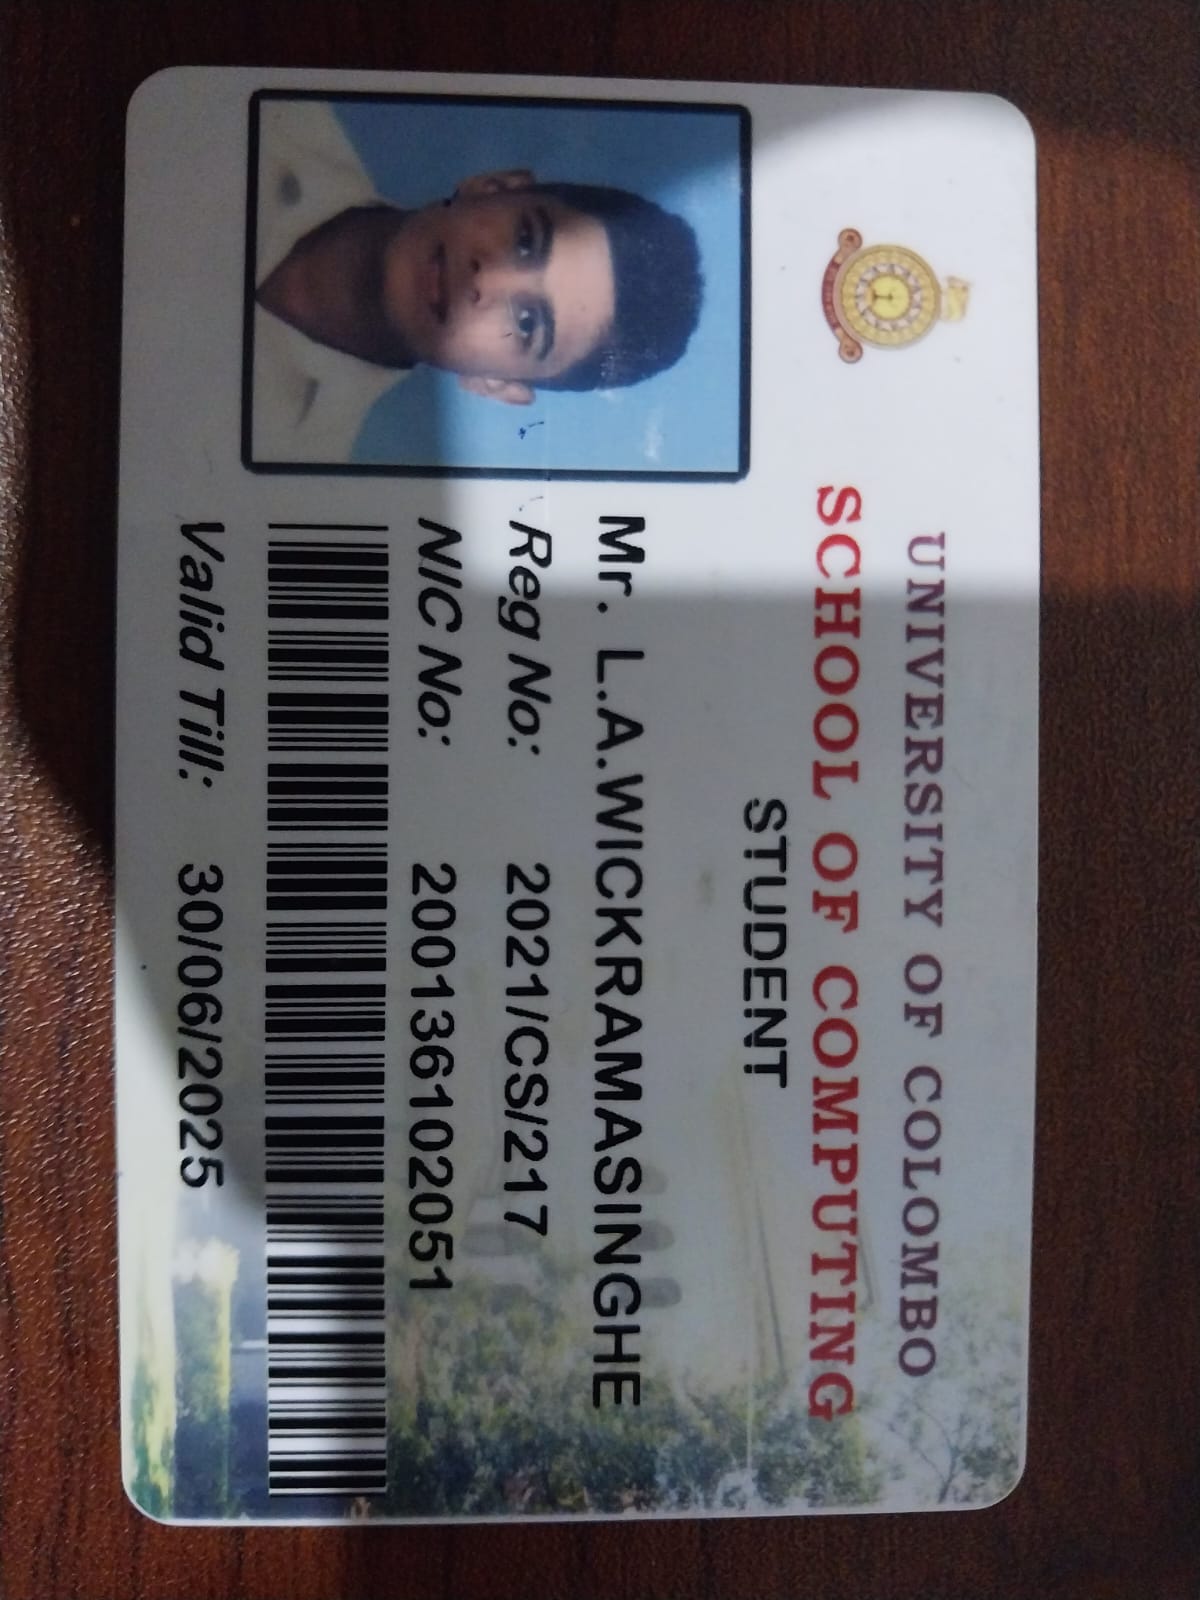 UNIVERSITY OF COLOMBO
SCHOOL OF COMPUTING
STUDENT
Mr. L.A.WICKRAMASINGHE
Reg No: 2021/CS/217
NIC No: 200136102051
Valid Till: 30/06/2025